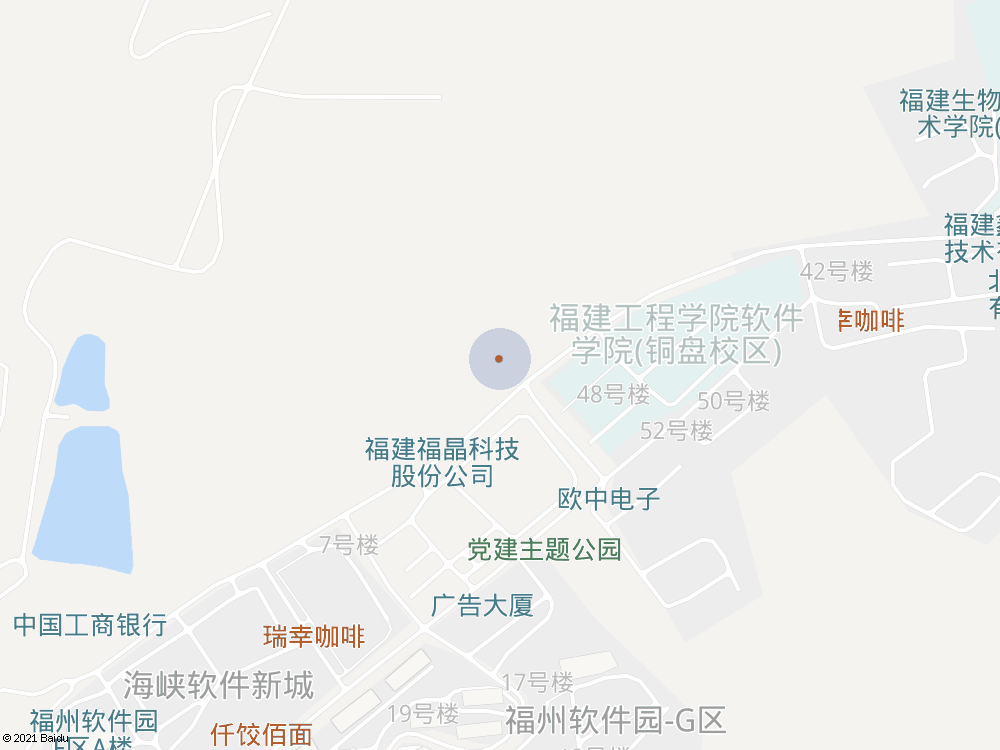 福建生物
术学院(
福建
技术
42号楼
北
幸咖啡
有
福建工程学院软件
学院(铜盘校区)
48号楼
50号楼
52号楼
福建福晶科技
股份公司
欧中电子
7号楼
党建主题公园
广告大厦
中国工商银行
瑞幸咖啡
海峡软件新城
17号楼
19号楼
福州软件园-G区
福州软件园
F区A楼
仟饺佰面
© 2021 Baidu